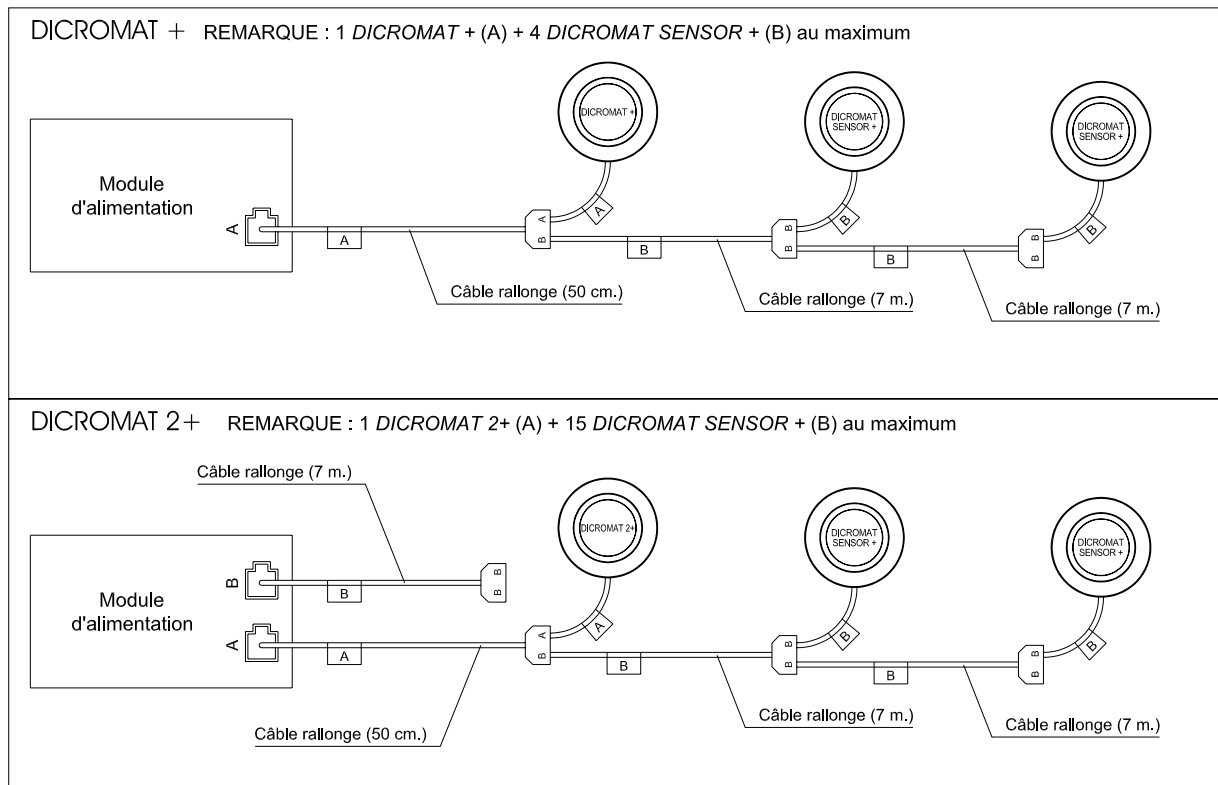 DICROMAT + REMARQUE : 1 DICROMAT + (A) + 4 DICROMAT SENSOR + (B) au maximum
DICROMAT +
DICROMAT
SENSOR +
DICROMAT
SENSOR +
Module
d'alimentation
A
A
A
B
A
B
B
B
B
B
B
B
B
B
Câble rallonge (50 cm.)
Câble rallonge (7 m.)
Câble rallonge (7 m.)
DICROMAT 2+ REMARQUE : 1 DICROMAT 2+ (A) + 15 DICROMAT SENSOR + (B) au maximum
Câble rallonge (7 m.)
DICROMAT 2+
DICROMAT
SENSOR +
DICROMAT
SENSOR +
Module
d'alimentation
B
B
B
B
A
A
A
B
A
B
B
B
B
B
B
B
B
Câble rallonge (50 cm.)
Câble rallonge (7 m.)
Câble rallonge (7 m.)